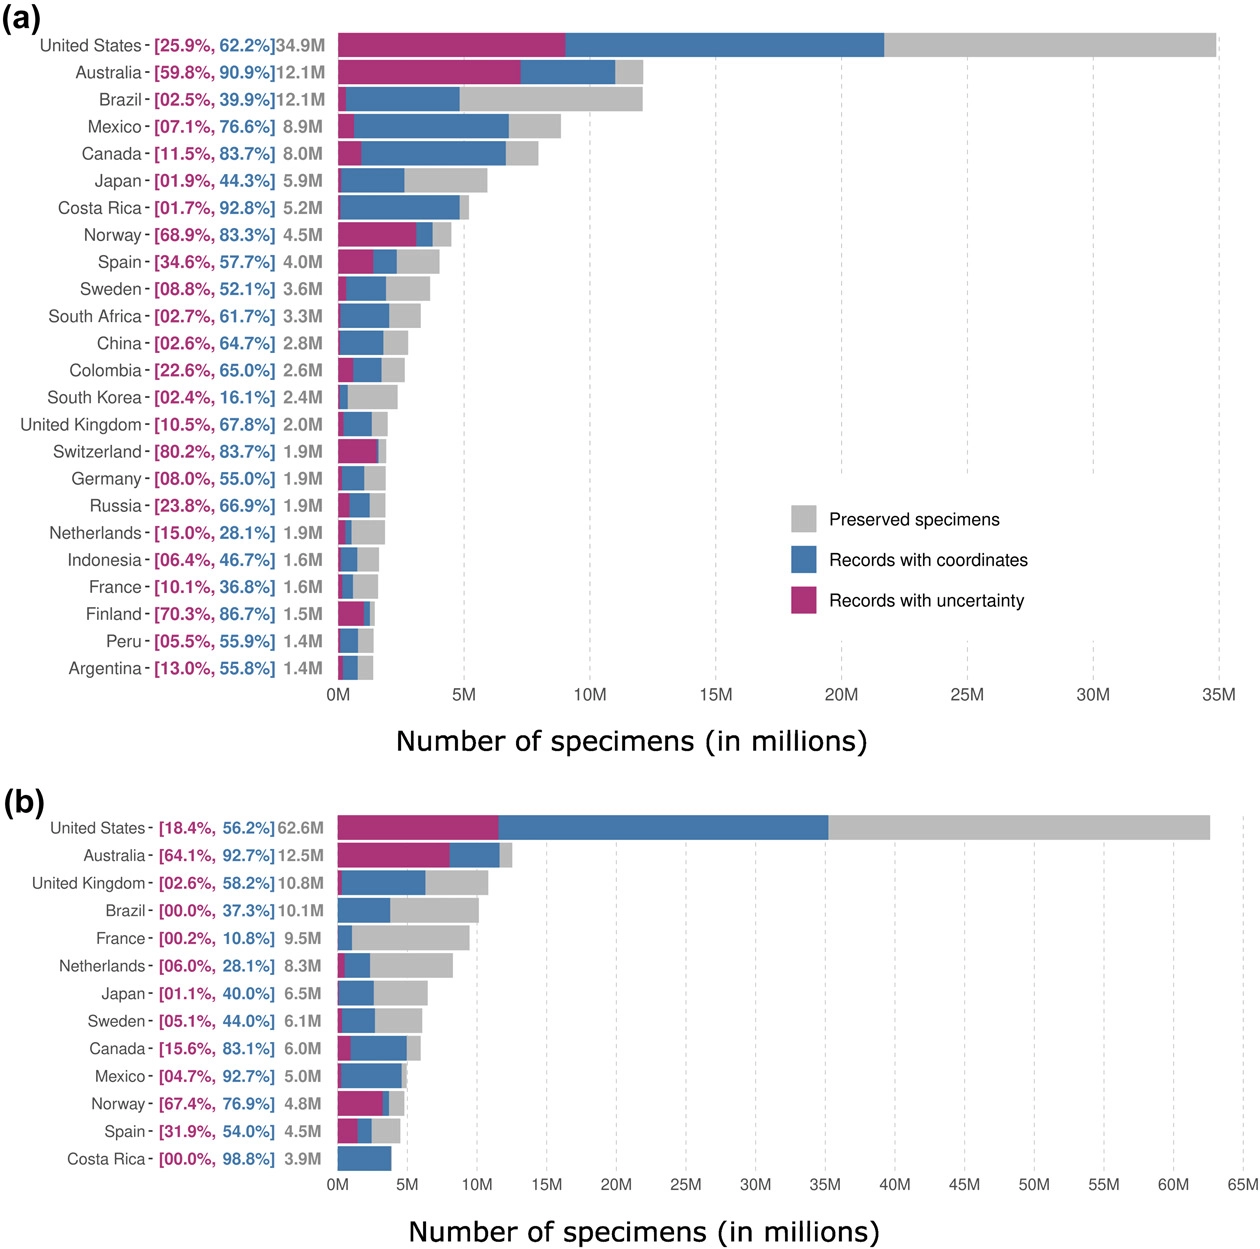 (a)
United States - [25.9%, 62.2%] 34.9M
Australia - [59.8%, 90.9%] 12.1M
Brazil - [02.5%, 39.9%] 12.1M
Mexico - [07.1%, 76.6%] 8.9M
Canada - [11.5%, 83.7%] 8.0M
Japan - [01.9%, 44.3%] 5.9M
Costa Rica - [01.7%, 92.8%] 5.2M
Norway - [68.9%, 83.3%] 4.5M
Spain - [34.6%, 57.7%] 4.0M
Sweden - [08.8%, 52.1%] 3.6M
South Africa - [02.7%, 61.7%] 3.3M
China - [02.6%, 64.7%] 2.8M
Colombia - [22.6%, 65.0%] 2.6M
South Korea - [02.4%, 16.1%] 2.4M
United Kingdom - [10.5%, 67.8%] 2.0M
Switzerland - [80.2%, 83.7%] 1.9M
Germany - [08.0%, 55.0%] 1.9M
Russia - [23.8%, 66.9%] 1.9M
Netherlands - [15.0%, 28.1%] 1.9M
Indonesia - [06.4%, 46.7%] 1.6M
France - [10.1%, 36.8%] 1.6M
Finland - [70.3%, 86.7%] 1.5M
Peru - [05.5%, 55.9%] 1.4M
Argentina - [13.0%, 55.8%] 1.4M
Preserved specimens
Records with coordinates
Records with uncertainty
0M 5M 10M 15M 20M 25M 30M 35M
Number of specimens (in millions)
(b)
United States - [18.4%, 56.2%] 62.6M
Australia - [64.1%, 92.7%] 12.5M
United Kingdom - [02.6%, 58.2%] 10.8M
Brazil - [00.0%, 37.3%] 10.1M
France - [00.2%, 10.8%] 9.5M
Netherlands - [06.0%, 28.1%] 8.3M
Japan - [01.1%, 40.0%] 6.5M
Sweden - [05.1%, 44.0%] 6.1M
Canada - [15.6%, 83.1%] 6.0M
Mexico - [04.7%, 92.7%] 5.0M
Norway - [67.4%, 76.9%] 4.8M
Spain - [31.9%, 54.0%] 4.5M
Costa Rica - [00.0%, 98.8%] 3.9M
0M 5M 10M 15M 20M 25M 30M 35M 40M 45M 50M 55M 60M 65M
Number of specimens (in millions)